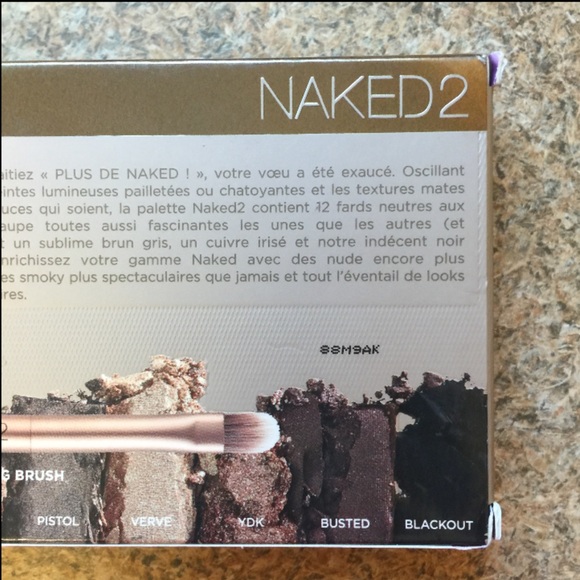 NAKED2
aitiez « PLUS DE NAKED ! », votre vœu a été exaucé. Oscillant
eintes lumineuses pailletées ou chatoyantes et les textures mates
uces qui soient, la palette Naked2 contient 12 fards neutres aux
aupe toutes aussi fascinantes les unes que les autres (et
t un sublime brun gris, un cuivre irisé et notre indécent noir
nrichissez votre gamme Naked avec des nude encore plus
es smoky plus spectaculaires que jamais et tout l'éventail de looks
res.
88M9AK
2
G BRUSH
PISTOL VERVE YDK BUSTED BLACKOUT